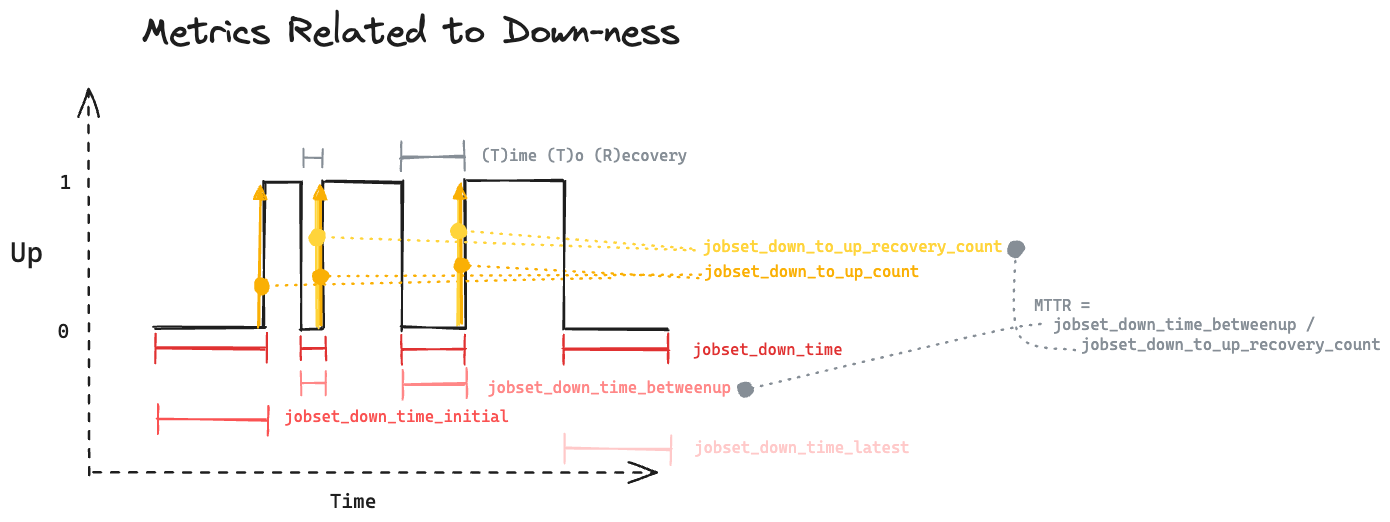 Metrics Related to Down-ness
(T)ime (T)o (R)ecovery
1
Up
jobset_down_to_up_recovery_count
jobset_down_to_up_count
MTTR =
jobset_down_time_betweenup /
jobset_down_to_up_recovery_count
0
jobset_down_time
jobset_down_time_betweenup
jobset_down_time_initial
jobset_down_time_latest
Time